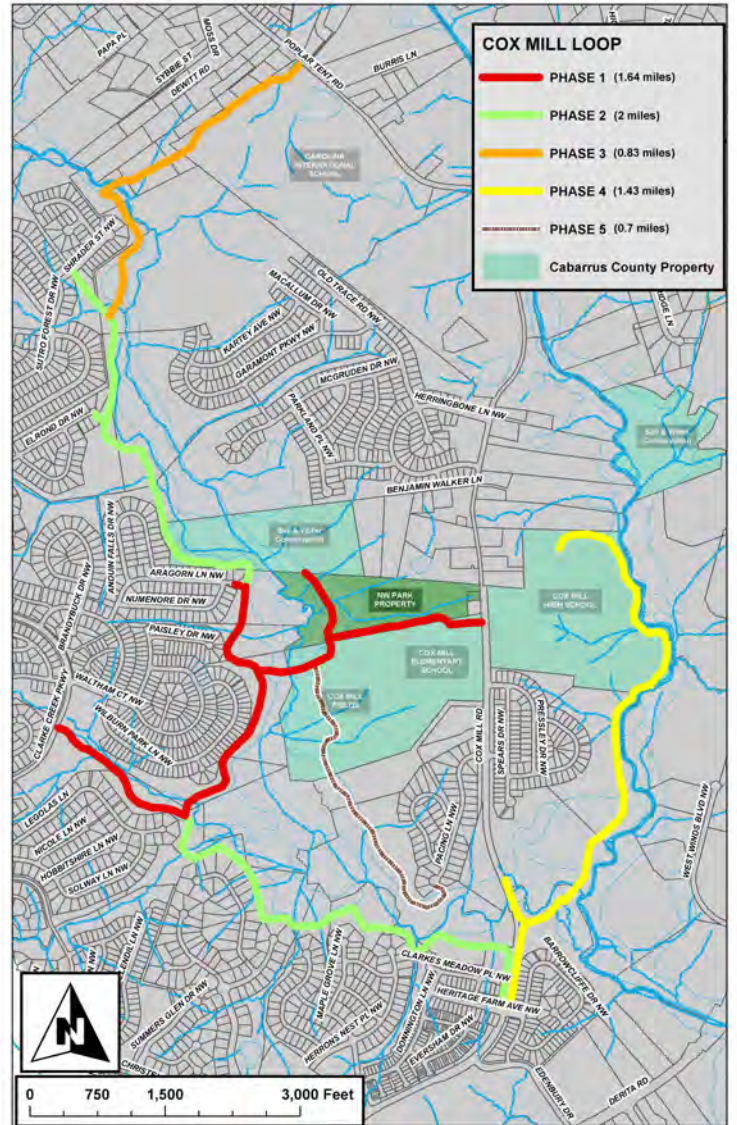 COX MILL LOOP
PHASE 1 (1.64 miles)
PHASE 2 (2 miles)
PHASE 3 (0.83 miles)
PHASE 4 (1.43 miles)
PHASE 5 (0.7 miles)
Cabarrus County Property
PAPA PL
MOSS DR
SYBBIE ST
DEWITT RD
POPLAR TENT RD
BURRIS LN
CAROLINA
INTERNATIONAL
SCHOOL
SHRADER ST NW
SUTRO FOREST DR NW
OLD TRACE RD NW
MACALLUM DR NW
KARTEY AVE NW
GARAMONT PKWY NW
MCGRUDEN DR NW
PARKLAND PL NW
HERRINGBONE LN NW
ELROND DR NW
BENJAMIN WALKER LN
Soil & Water
Conservation
Soil & Water
Conservation
ANDUIN FALLS DR NW
ARAGORN LN NW
NUMENORE DR NW
BRANDYBUCK DR NW
NW PARK
PROPERTY
COX MILL
HIGH SCHOOL
PAISLEY DR NW
COX MILL
ELEMENTARY
SCHOOL
WALTHAM CT NW
COX MILL
FIELDS
CLARKE CREEK PKWY
WILBURN PARK LN NW
COX MILL RD
SPEARS DR NW
PRESSLEY DR NW
LEGOLAS LN
NICOLE LN NW
HOBBITSHIRE LN NW
SOLWAY LN NW
PACING LN NW
WEST WINDS BLVD NW
CLARKES MEADOW PL NW
BARROWCLIFFE DR NW
HERITAGE FARM AVE NW
MAPLE GROVE LN NW
SUMMERS GLEN DR NW
HERRONS NEST PL NW
DONNINGTON LN NW
EVERSHAM DR NW
EDENBURY DR
DERITA RD
N
0 750 1,500 3,000 Feet